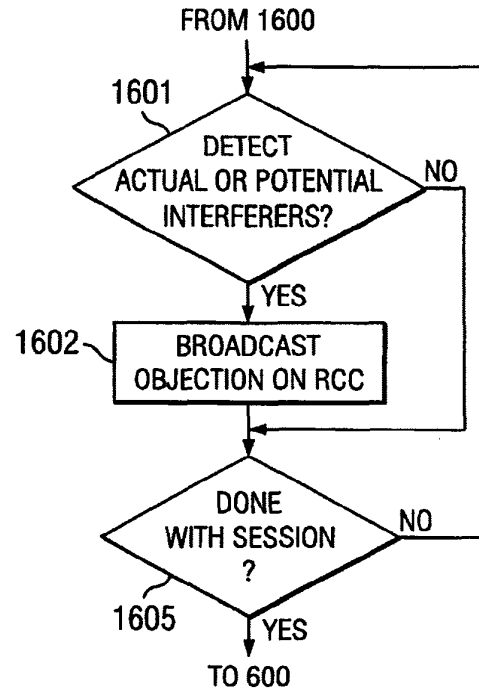 FROM 1600
1601
DETECT
ACTUAL OR POTENTIAL
INTERFERERS?
NO
YES
1602
BROADCAST
OBJECTION ON RCC
DONE
WITH SESSION
?
NO
1605
YES
TO 600